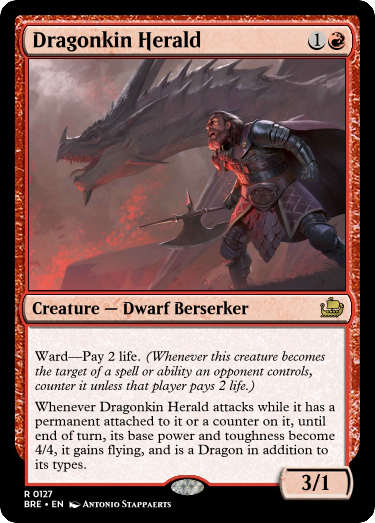 Dragonkin Herald 1
Creature — Dwarf Berserker
Ward—Pay 2 life. (Whenever this creature becomes
the target of a spell or ability an opponent controls,
counter it unless that player pays 2 life.)
Whenever Dragonkin Herald attacks while it has a
permanent attached to it or a counter on it, until
end of turn, its base power and toughness become
4/4, it gains flying, and is a Dragon in addition to
its types.
3/1
R 0127
BRE • EN Antonio Stappaerts